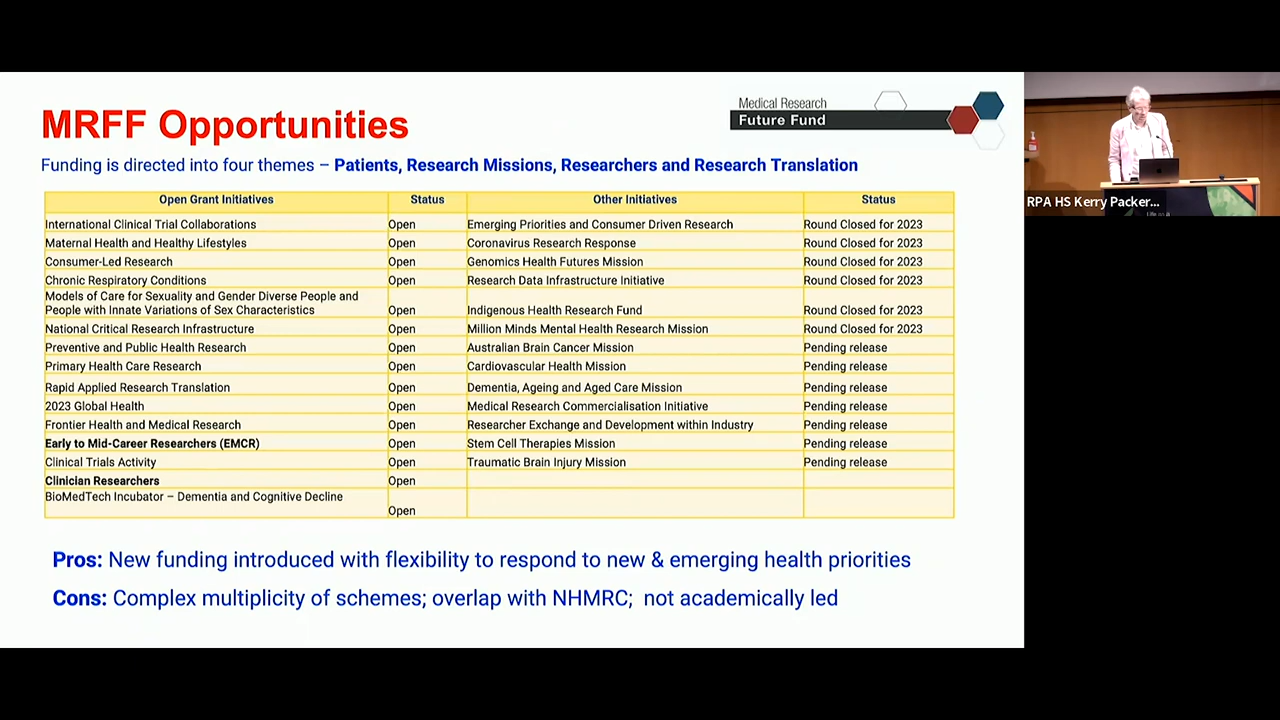 MRFF Opportunities
Medical Research
Future Fund
Funding is directed into four themes – Patients, Research Missions, Researchers and Research Translation
Open Grant Initiatives Status Other Initiatives Status
International Clinical Trial Collaborations Open Emerging Priorities and Consumer Driven Research Round Closed for 2023
Maternal Health and Healthy Lifestyles Open Coronavirus Research Response Round Closed for 2023
Consumer-Led Research Open Genomics Health Futures Mission Round Closed for 2023
Chronic Respiratory Conditions Open Research Data Infrastructure Initiative Round Closed for 2023
Models of Care for Sexuality and Gender Diverse People and
People with Innate Variations of Sex Characteristics Open Indigenous Health Research Fund Round Closed for 2023
National Critical Research Infrastructure Open Million Minds Mental Health Research Mission Round Closed for 2023
Preventive and Public Health Research Open Australian Brain Cancer Mission Pending release
Primary Health Care Research Open Cardiovascular Health Mission Pending release
Rapid Applied Research Translation Open Dementia, Ageing and Aged Care Mission Pending release
2023 Global Health Open Medical Research Commercialisation Initiative Pending release
Frontier Health and Medical Research Open Researcher Exchange and Development within Industry Pending release
Early to Mid-Career Researchers (EMCR) Open Stem Cell Therapies Mission Pending release
Clinical Trials Activity Open Traumatic Brain Injury Mission Pending release
Clinician Researchers Open
BioMedTech Incubator – Dementia and Cognitive Decline
Open
Pros: New funding introduced with flexibility to respond to new & emerging health priorities
Cons: Complex multiplicity of schemes; overlap with NHMRC; not academically led
RPA HS Kerry Packer...